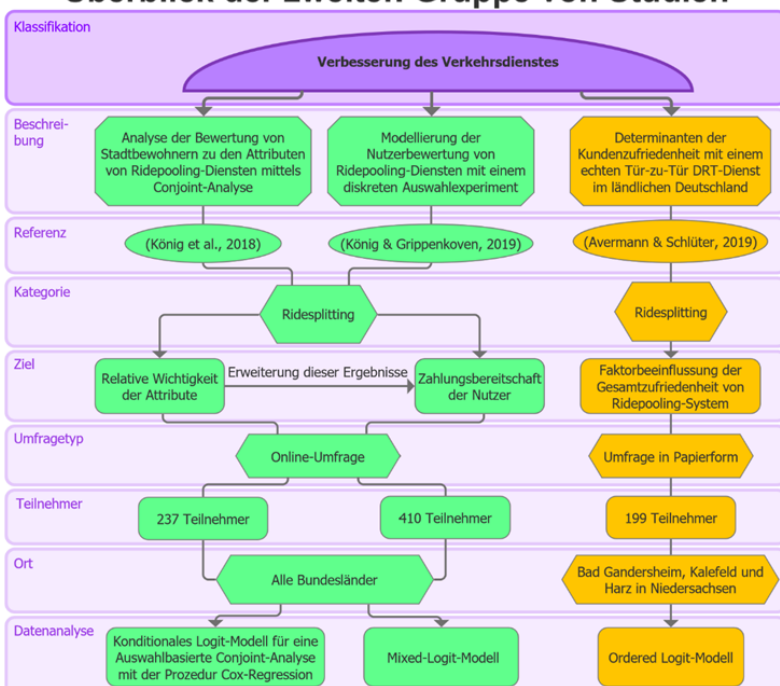 Überblick der zweiten Gruppe von Studien
Klassifikation
Verbesserung des Verkehrsdienstes
Beschrei-
bung
Analyse der Bewertung von
Stadtbewohnern zu den Attributen
von Ridepooling-Diensten mittels
Conjoint-Analyse
Modellierung der
Nutzerbewertung von
Ridepooling-Diensten mit einem
diskreten Auswahlexperiment
Determinanten der
Kundenzufriedenheit mit einem
echten Tür-zu-Tür DRT-Dienst
im ländlichen Deutschland
Referenz
(König et al., 2018)
(König & Grippenkoven, 2019)
(Avermann & Schlüter, 2019)
Kategorie
Ridesplitting
Ridesplitting
Ziel
Relative Wichtigkeit
der Attribute
Erweiterung dieser Ergebnisse
Zahlungsbereitschaft
der Nutzer
Faktorbeeinflussung der
Gesamtzufriedenheit von
Ridepooling-System
Umfragetyp
Online-Umfrage
Umfrage in Papierform
Teilnehmer
237 Teilnehmer
410 Teilnehmer
199 Teilnehmer
Ort
Alle Bundesländer
Bad Gandersheim, Kalefeld und
Harz in Niedersachsen
Datenanalyse
Konditionales Logit-Modell für eine
Auswahlbasierte Conjoint-Analyse
mit der Prozedur Cox-Regression
Mixed-Logit-Modell
Ordered Logit-Modell